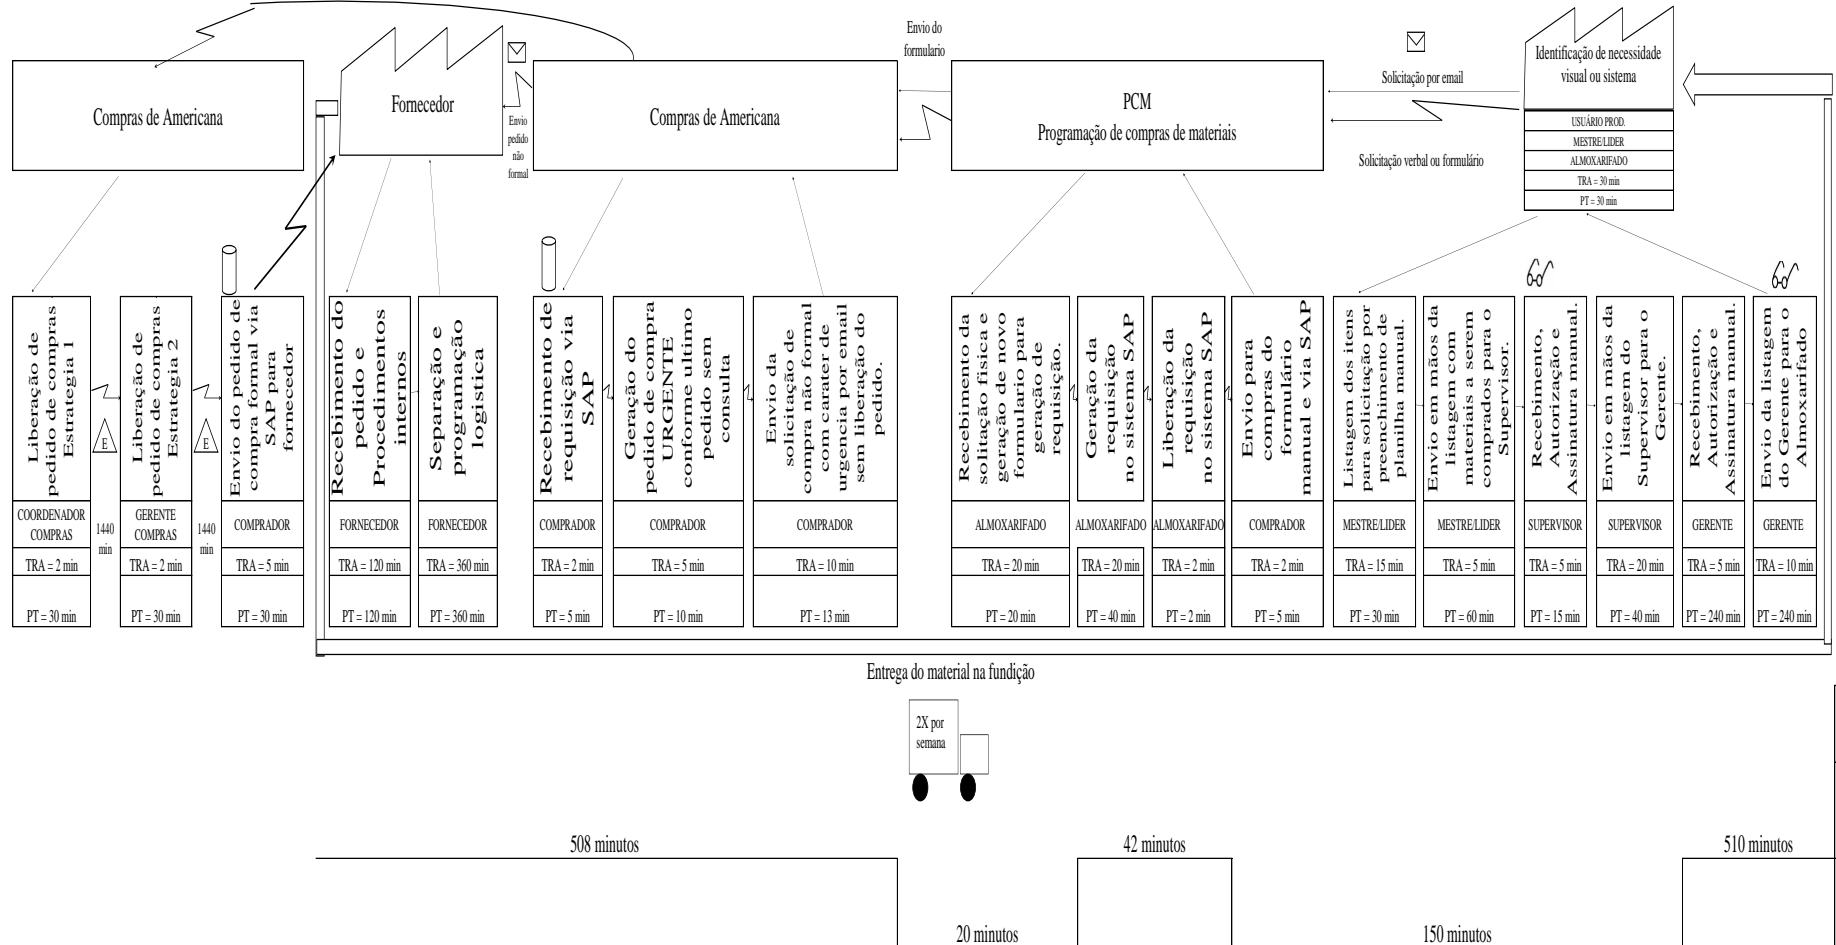 Envio do
formulario
Identificação de necessidade
visual ou sistema
Solicitação por email
Compras de Americana
Fornecedor
Compras de Americana
PCM
Programação de compras de materiais
Envio
pedido
não
formal
Solicitação verbal ou formulário
USUÁRIO PROD.
MESTRE/LIDER
ALMOXARIFADO
TRA = 30 min
PT = 30 min
Liberação de
pedido de compras
Estrategia 1
COORDENADOR
COMPRAS
TRA = 2 min
PT = 30 min
E
1440
min
Liberação de
pedido de compras
Estrategia 2
GERENTE
COMPRAS
TRA = 2 min
PT = 30 min
E
1440
min
Envio do pedido de
compra formal via
SAP para
fornecedor
COMPRADOR
TRA = 5 min
PT = 30 min
Recebimento do
pedido e
Procedimentos
internos
FORNECEDOR
TRA = 120 min
PT = 120 min
Separação e
programação
logistica
FORNECEDOR
TRA = 360 min
PT = 360 min
Recebimento de
requisição via
SAP
COMPRADOR
TRA = 2 min
PT = 5 min
Geração do
pedido de compra
URGENTE
conforme ultimo
pedido sem
consulta
COMPRADOR
TRA = 5 min
PT = 10 min
Envio da
solicitação de
compra não formal
com carater de
urgencia por email
sem liberação do
pedido.
COMPRADOR
TRA = 10 min
PT = 13 min
Recebimento da
solitação fisica e
geração de novo
formulario para
geração de
requisição.
ALMOXARIFADO
TRA = 20 min
PT = 20 min
Geração da
requisição
no sistema SAP
ALMOXARIFADO
TRA = 20 min
PT = 40 min
Liberação da
requisição
no sistema SAP
ALMOXARIFADO
TRA = 2 min
PT = 2 min
Envio para
compras do
formulário
manual e via SAP
COMPRADOR
TRA = 2 min
PT = 5 min
Listagem dos itens
para solicitação por
preenchimento de
planilha manual.
MESTRE/LIDER
TRA = 15 min
PT = 30 min
Envio em mãos da
listagem com
materiais a serem
comprados para o
Supervisor.
MESTRE/LIDER
TRA = 5 min
PT = 60 min
Recebimento,
Autorização e
Assinatura manual.
SUPERVISOR
TRA = 5 min
PT = 15 min
Envio em mãos da
listagem do
Supervisor para o
Gerente.
SUPERVISOR
TRA = 20 min
PT = 40 min
Recebimento,
Autorização e
Assinatura manual.
GERENTE
TRA = 5 min
PT = 240 min
Envio da listagem
do Gerente para o
Almoxarifado
GERENTE
TRA = 10 min
PT = 240 min
Entrega do material na fundição
2X por
semana
508 minutos
42 minutos
510 minutos
20 minutos
150 minutos